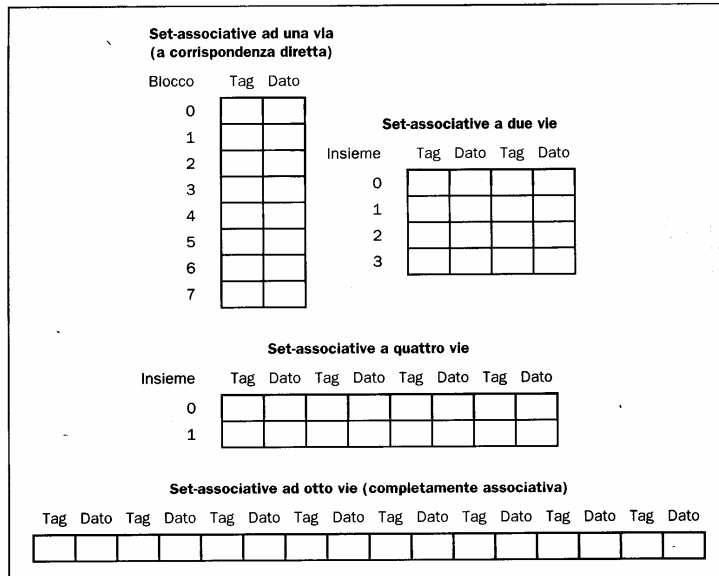 Set-associative ad una via
(a corrispondenza diretta)
Blocco Tag Dato
0
1
2
3
4
5
6
7
Set-associative a due vie
Insieme Tag Dato Tag Dato
0
1
2
3
Set-associative a quattro vie
Insieme Tag Dato Tag Dato Tag Dato Tag Dato
0
1
Set-associative ad otto vie (completamente associativa)
Tag Dato Tag Dato Tag Dato Tag Dato Tag Dato Tag Dato Tag Dato Tag Dato